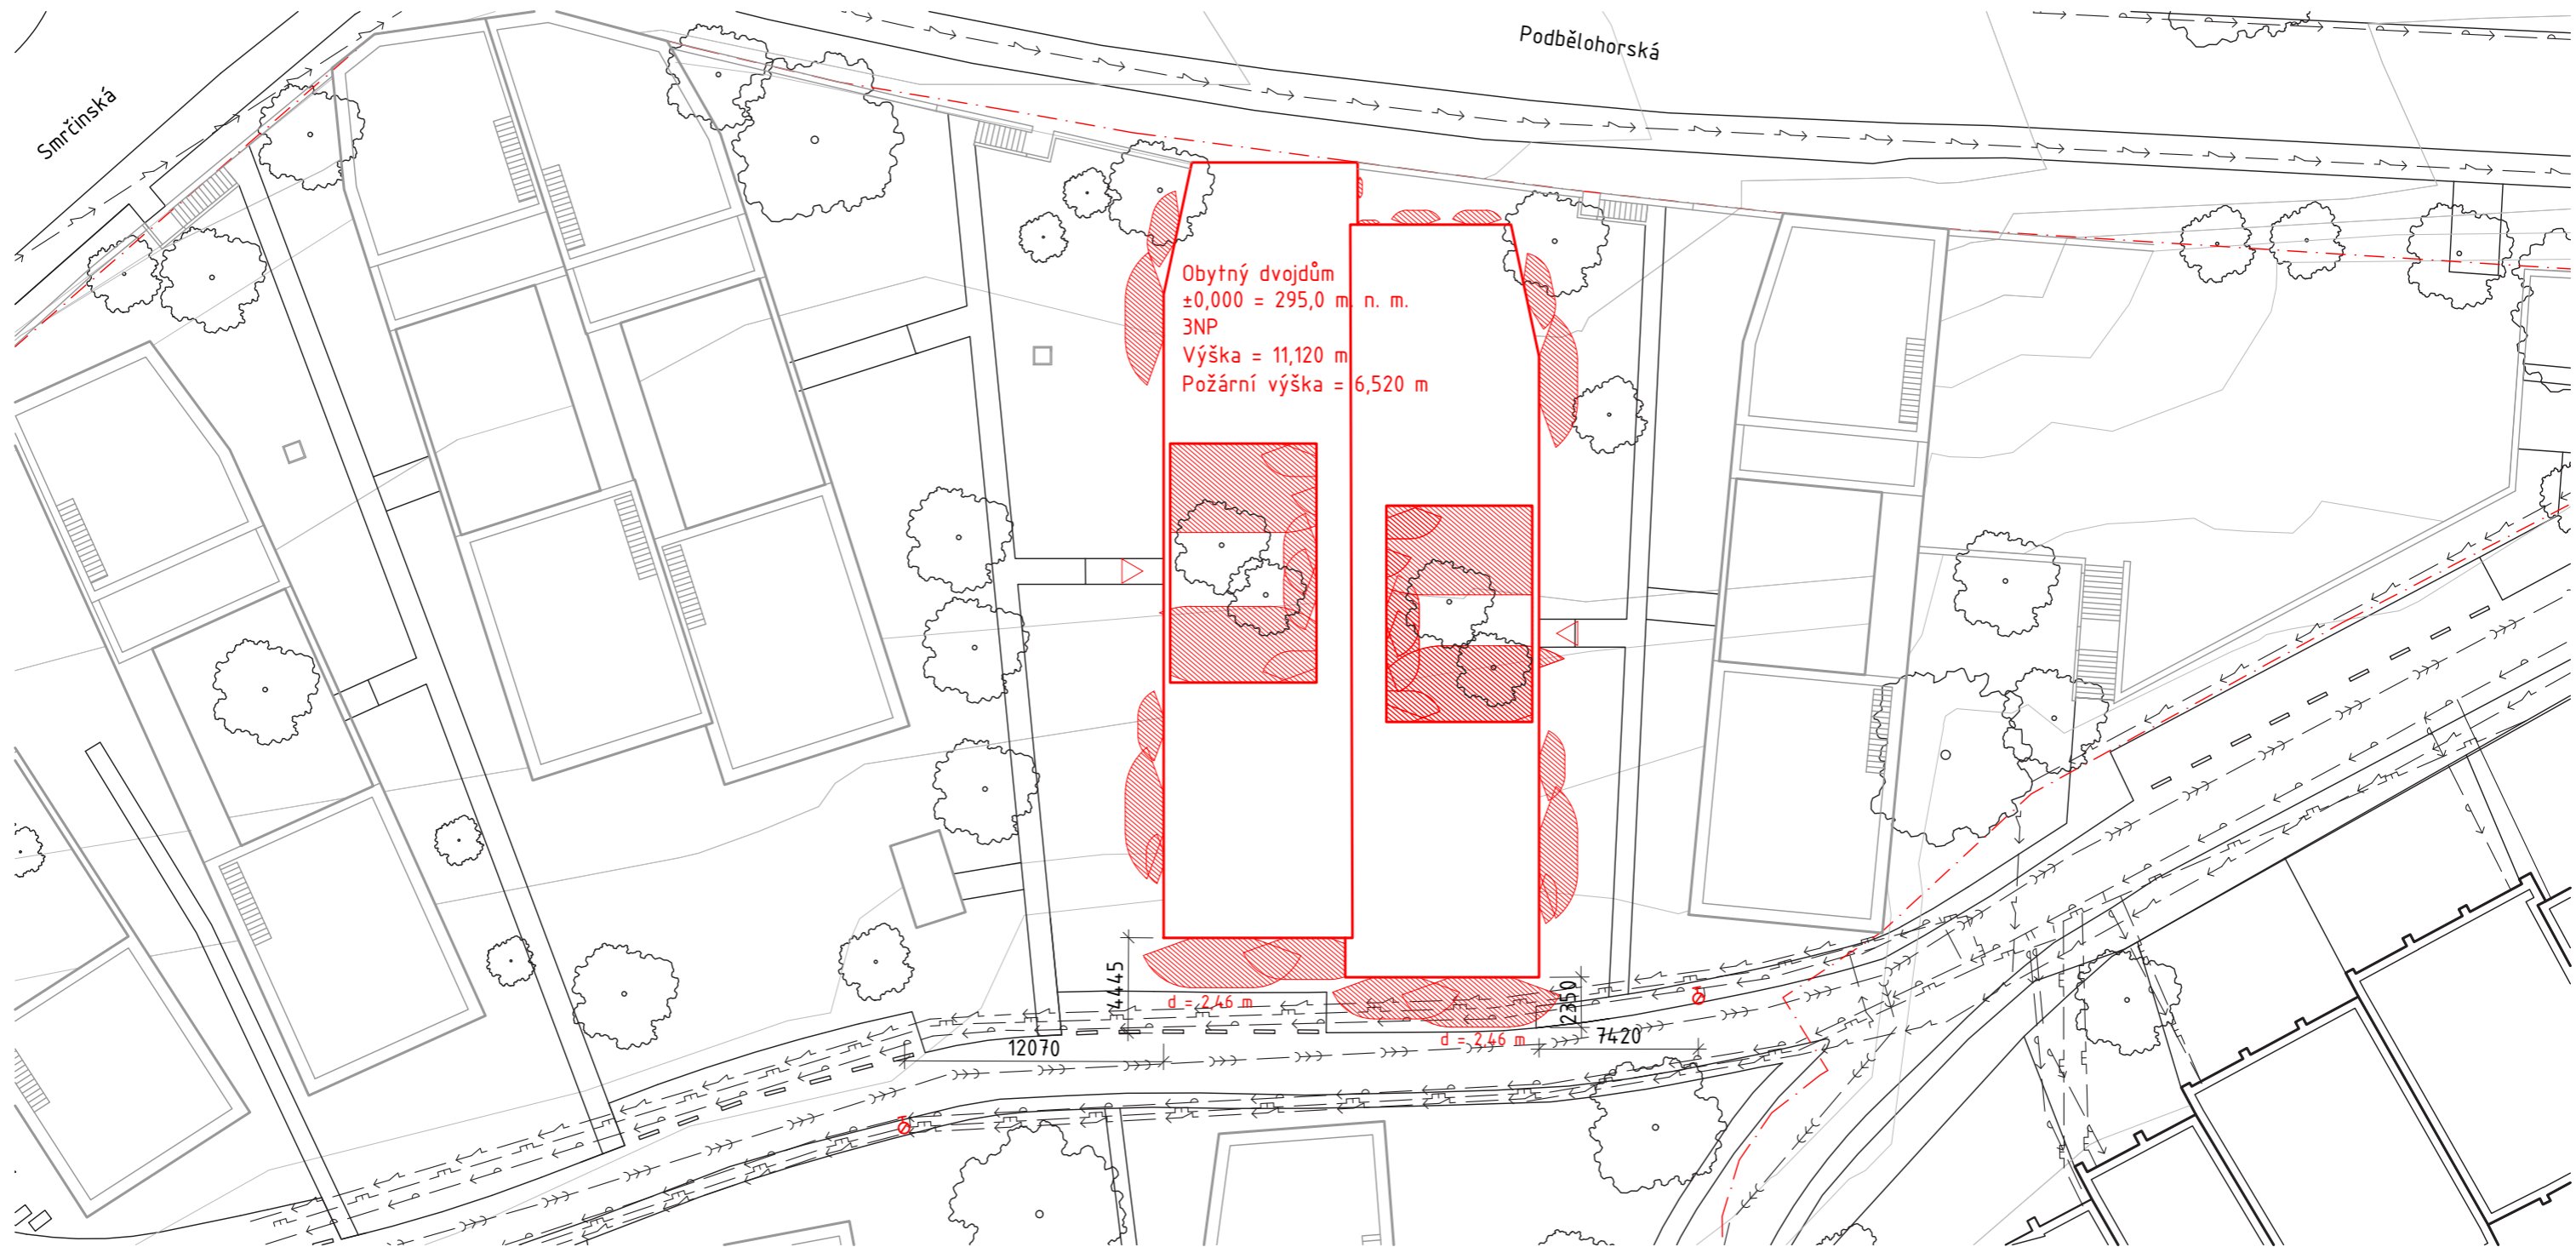 Podbělohorská
Smrčinská
Obytný dvojdům
±0,000 = 295,0 m. n. m.
3NP
Výška = 11,120 m
Požární výška = 6,520 m
4445
d = 2,46 m
2350
d = 2,46 m
7420
12070